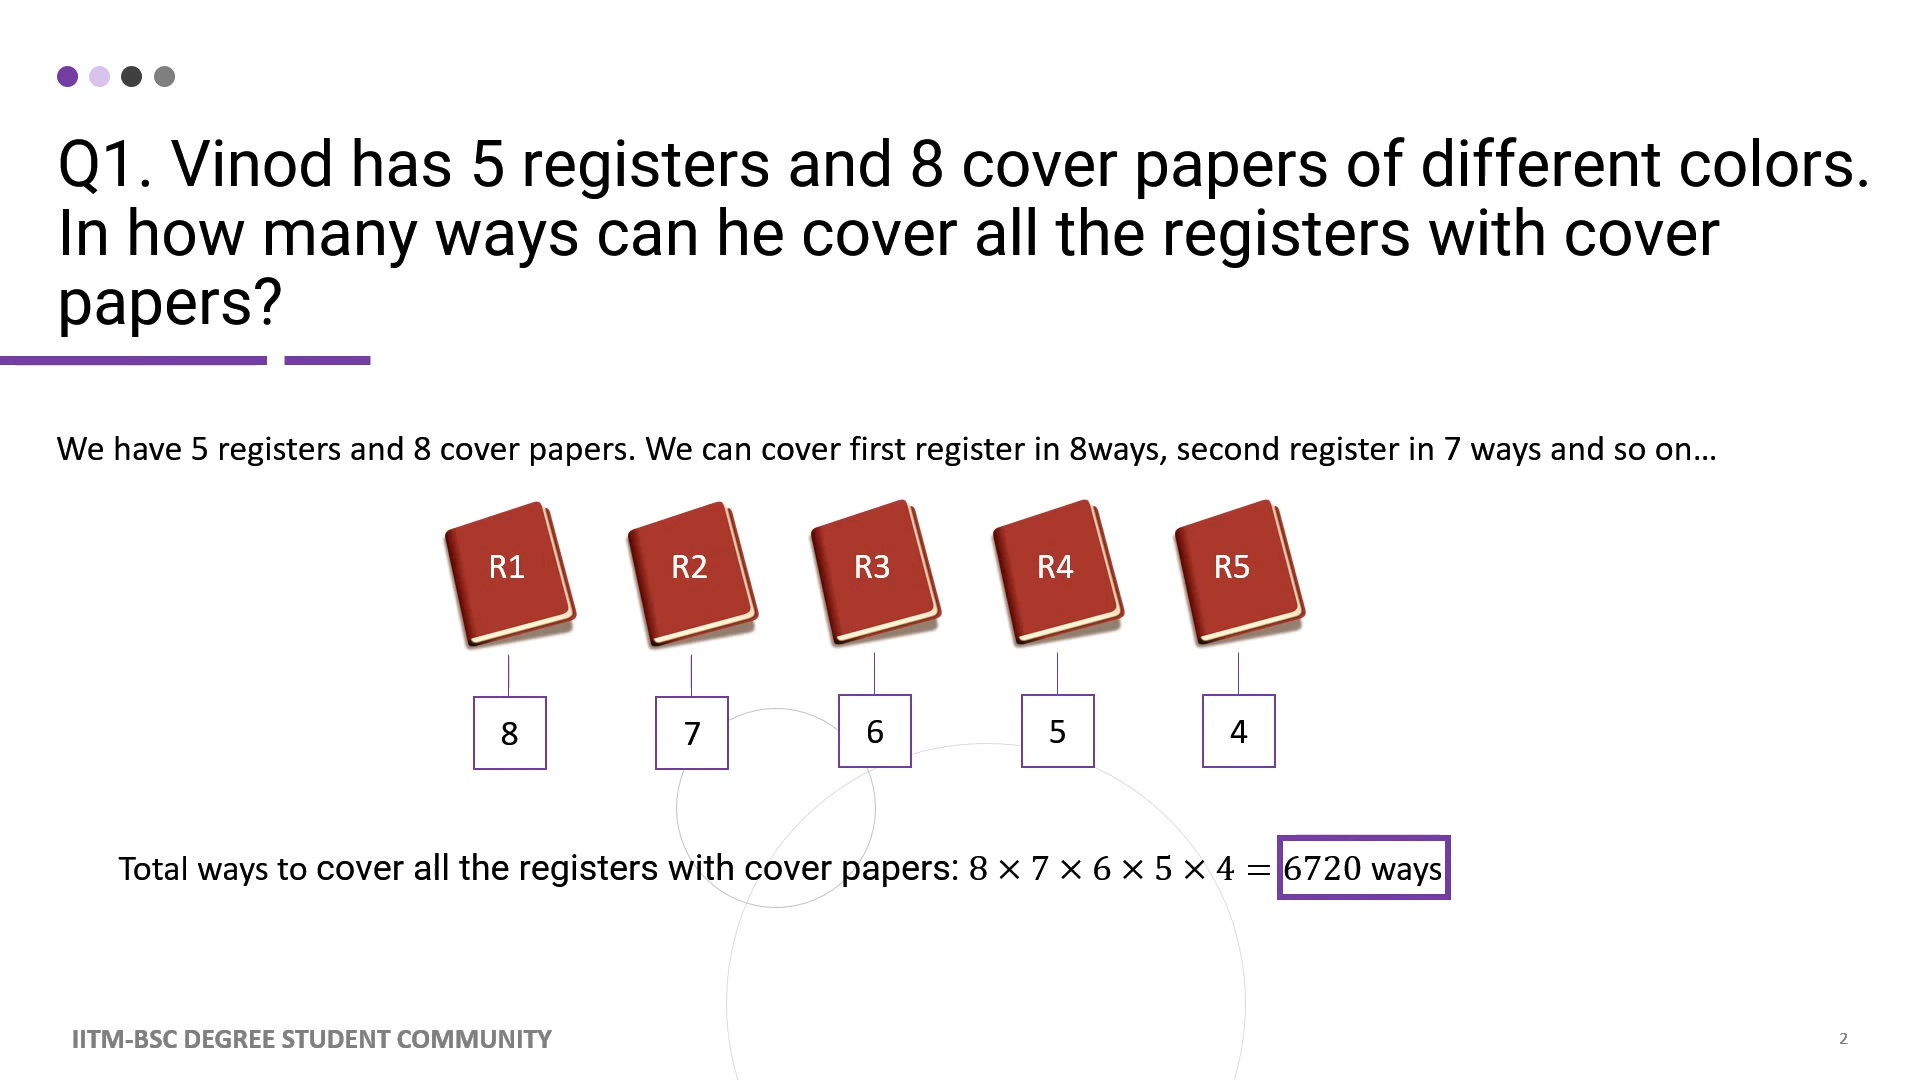 Q1. Vinod has 5 registers and 8 cover papers of different colors.
In how many ways can he cover all the registers with cover
papers?
We have 5 registers and 8 cover papers. We can cover first register in 8ways, second register in 7 ways and so on...
R1 R2 R3 R4 R5
8 7 6 5 4
Total ways to cover all the registers with cover papers: 8 × 7 × 6 × 5 × 4 = 6720 ways
IITM-BSC DEGREE STUDENT COMMUNITY
2